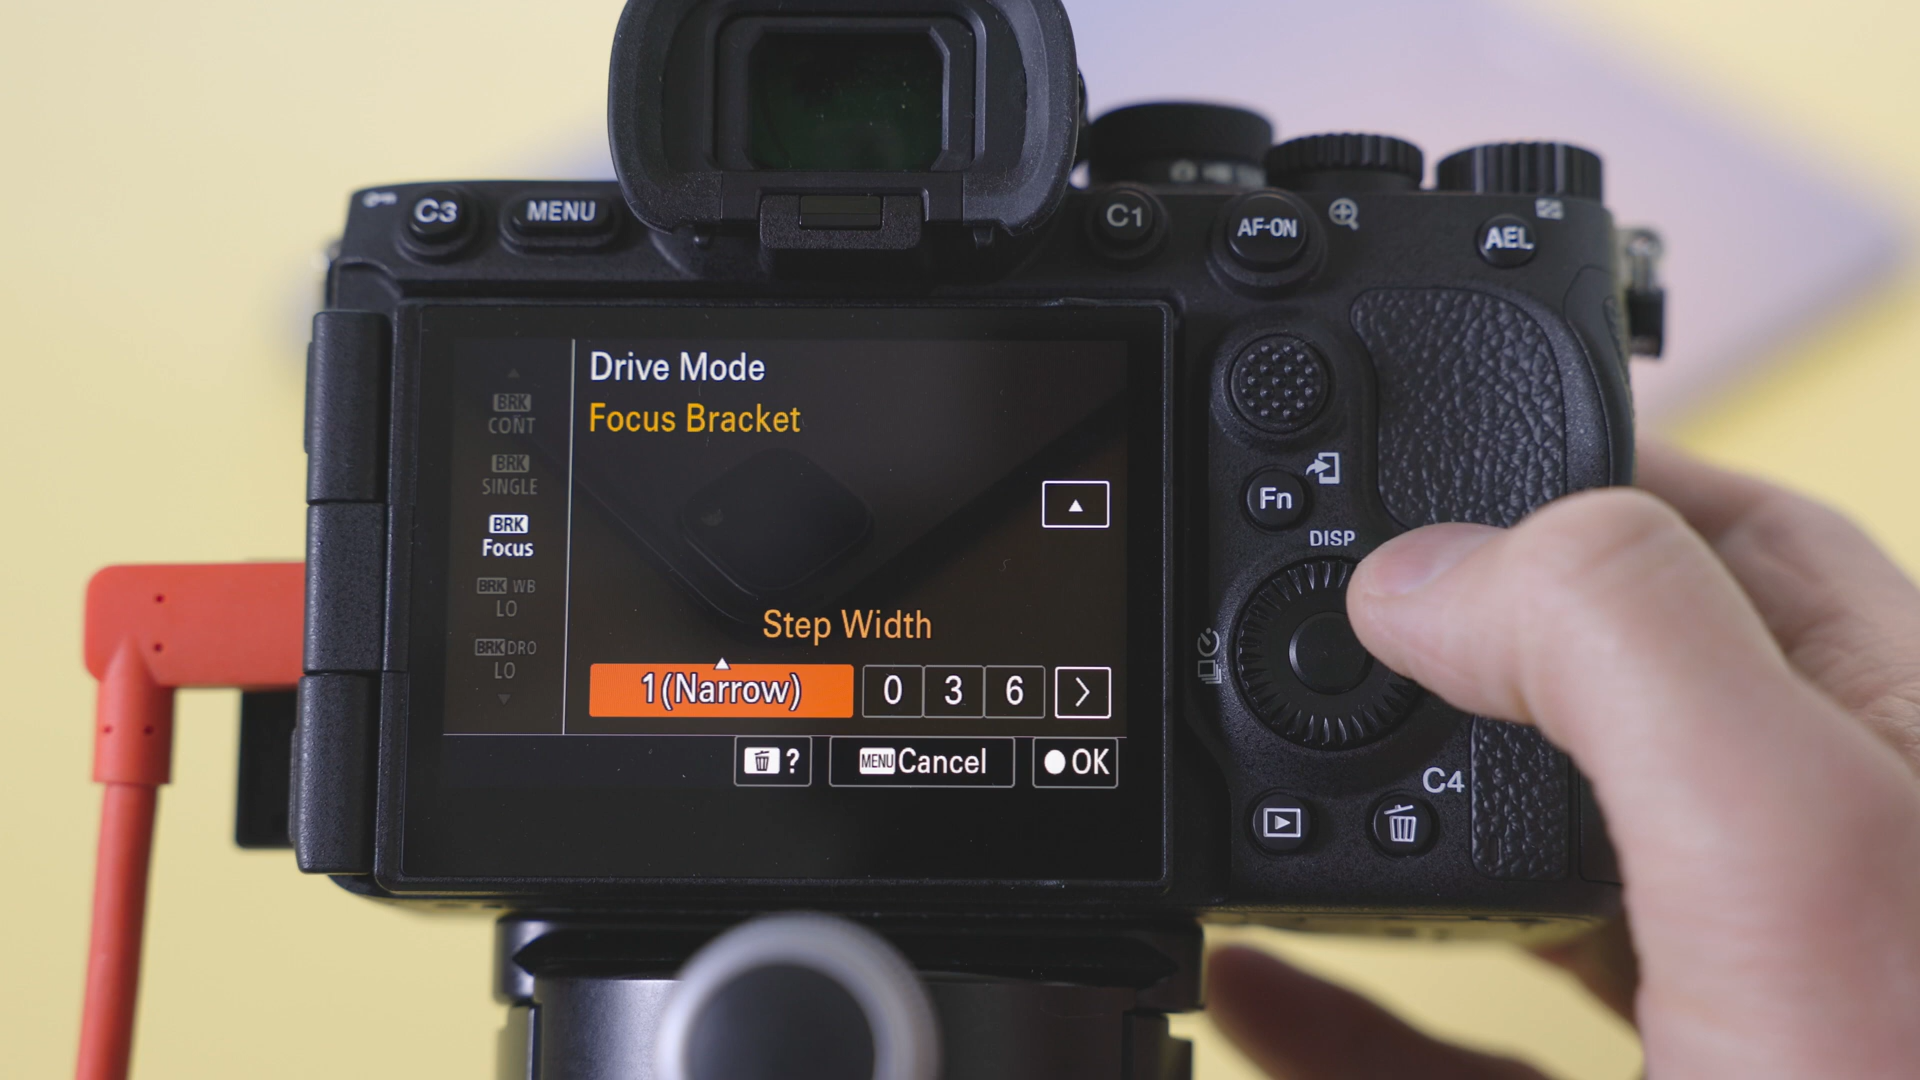 C3
MENU
C1
AF-ON
AEL
Drive Mode
Focus Bracket
BRK
CONT
BRK
SINGLE
BRK
Focus
BRK WB
LO
BRK DRO
LO
Step Width
1(Narrow) 0 3 6
? MENU Cancel OK
Fn
DISP
C4